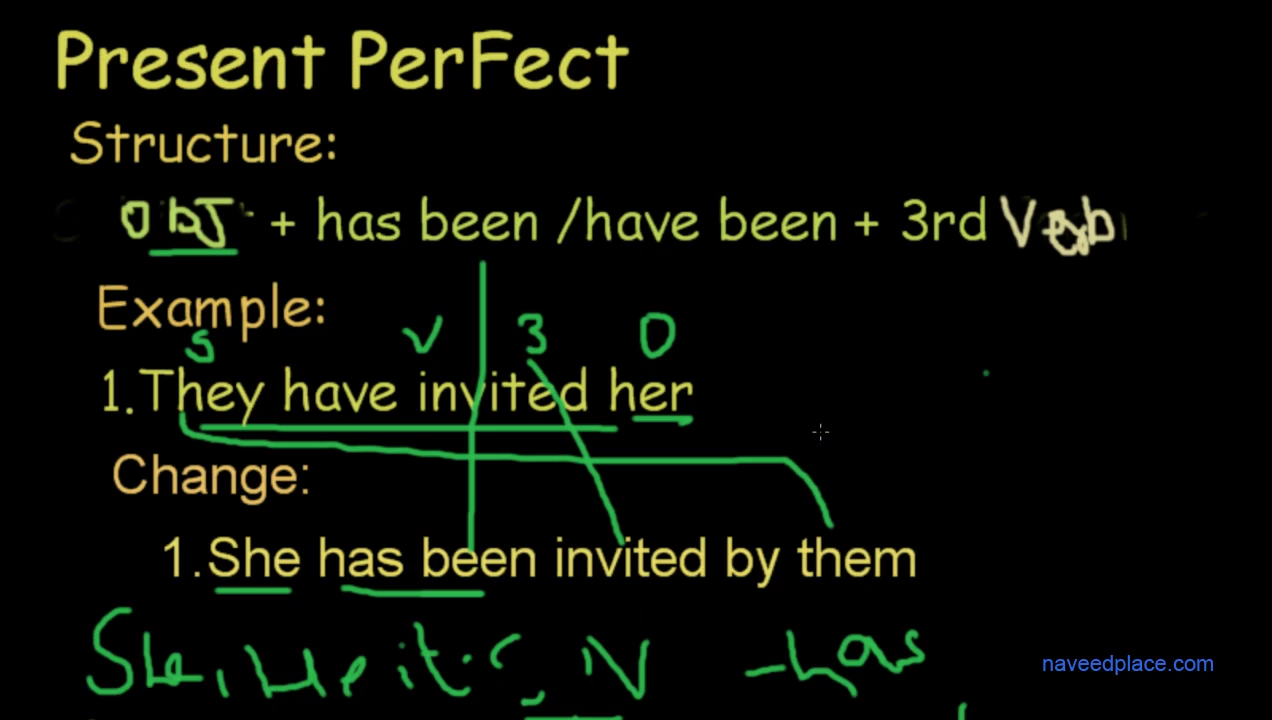 Present PerFect
Structure:
obj + has been /have been + 3rd Verb
Example:
S V 3 O
1.They have invited her
Change:
1.She has been invited by them
She, He it. S, N -has
naveedplace.com